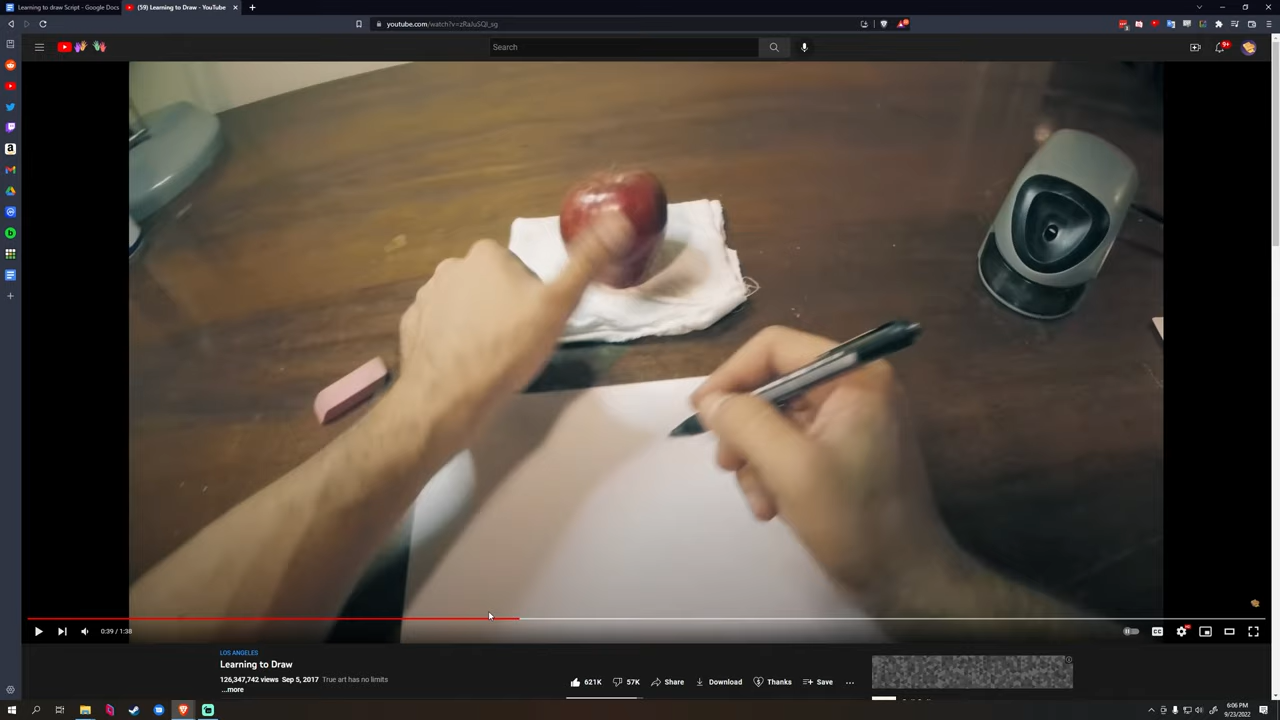 Learning to draw Script - Google Docs
(59) Learning to Draw - YouTube
youtube.com/watch?v=zRaJuSQl_sg
Search
9+
0:39 / 1:38
LOS ANGELES
Learning to Draw
126,347,742 views Sep 5, 2017 True art has no limits
...more
621K 57K Share Download Thanks Save ...
6:06 PM
9/23/2022